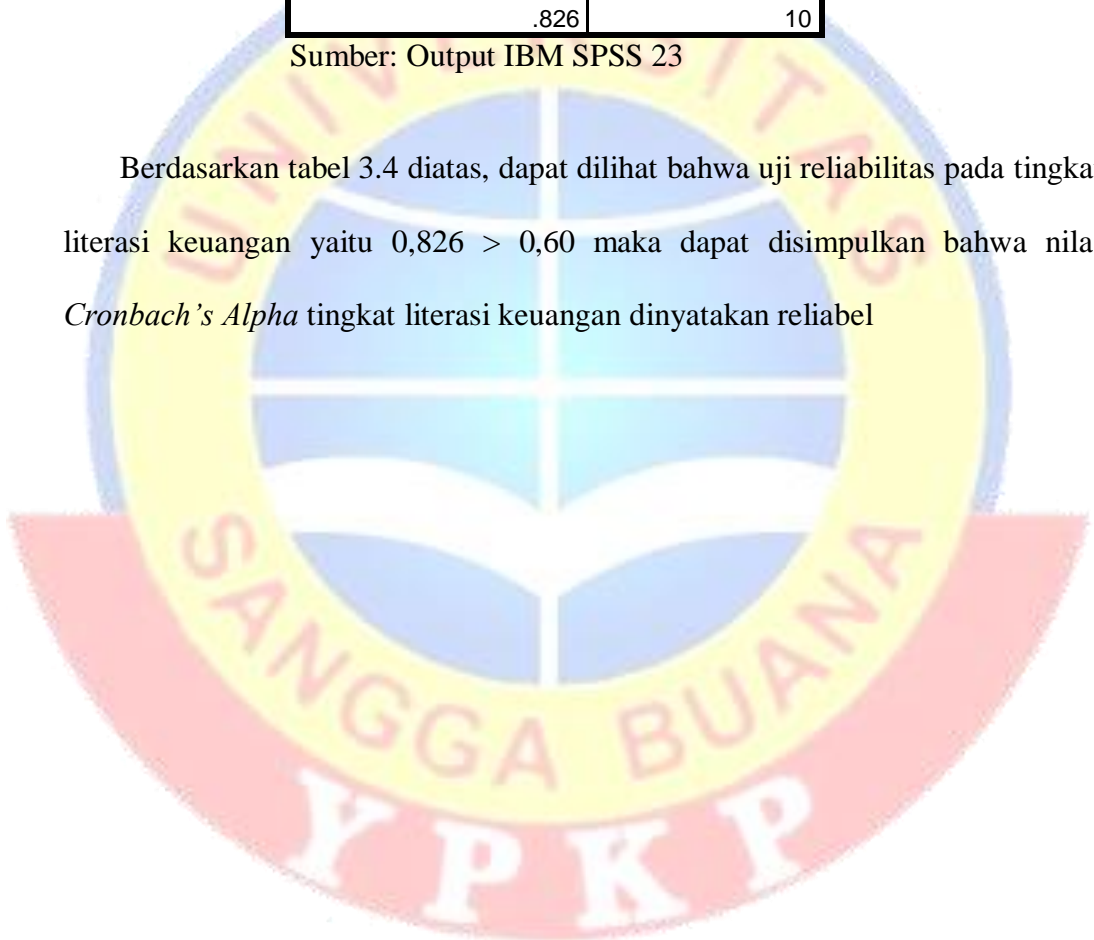 .826 10
Sumber: Output IBM SPSS 23
Berdasarkan tabel 3.4 diatas, dapat dilihat bahwa uji reliabilitas pada tingka
literasi keuangan yaitu 0,826 > 0,60 maka dapat disimpulkan bahwa nila
Cronbach’s Alpha tingkat literasi keuangan dinyatakan reliabel
SANGGA BUANA
YPKP